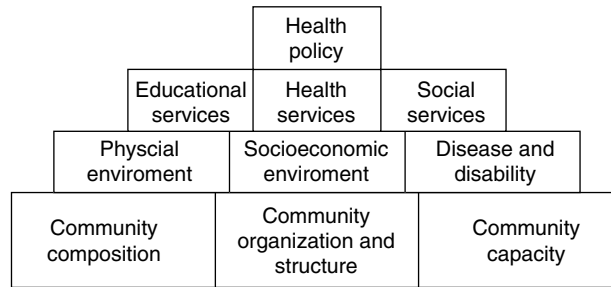 Health
policy
Educational
services
Health
services
Social
services
Physcial
enviroment
Socioeconomic
enviroment
Disease and
disability
Community
composition
Community
organization and
structure
Community
capacity